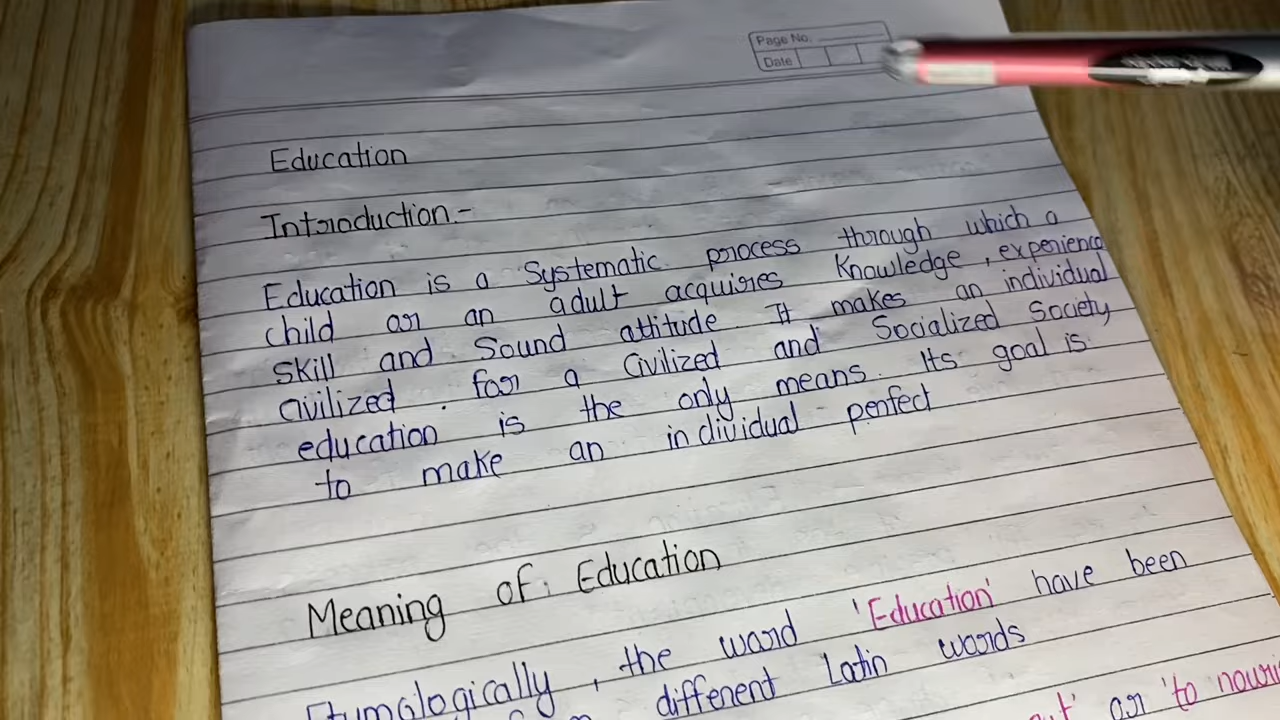 Page No.
Date
Education
Introduction:-
Education is a Systematic process through which a
child or an adult acquires Knowledge, experience
Skill and Sound attitude. It makes an individual
civilized. for a Civilized and Socialized Society
education is the only means. Its goal is
to make an individual perfect
Meaning of: Education
Etymologically, the word 'Education' have been
different Latin words
or 'to nouri